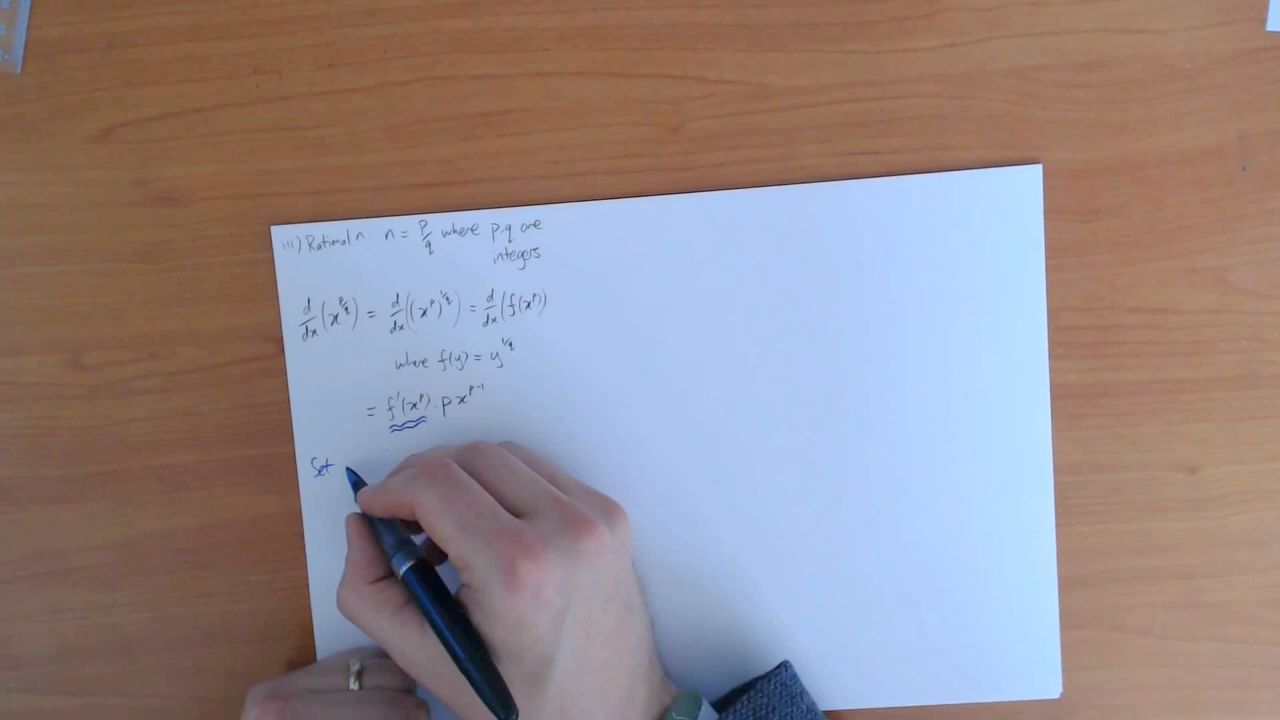 iii) Rational n: n = p/q where p,q are
integers
d/dx (x^(p/q)) = d/dx ((x^p)^(1/q)) = d/dx (f(x^p))
where f(y) = y^(1/q)
= f'(x^p) . p x^(p-1)
Set